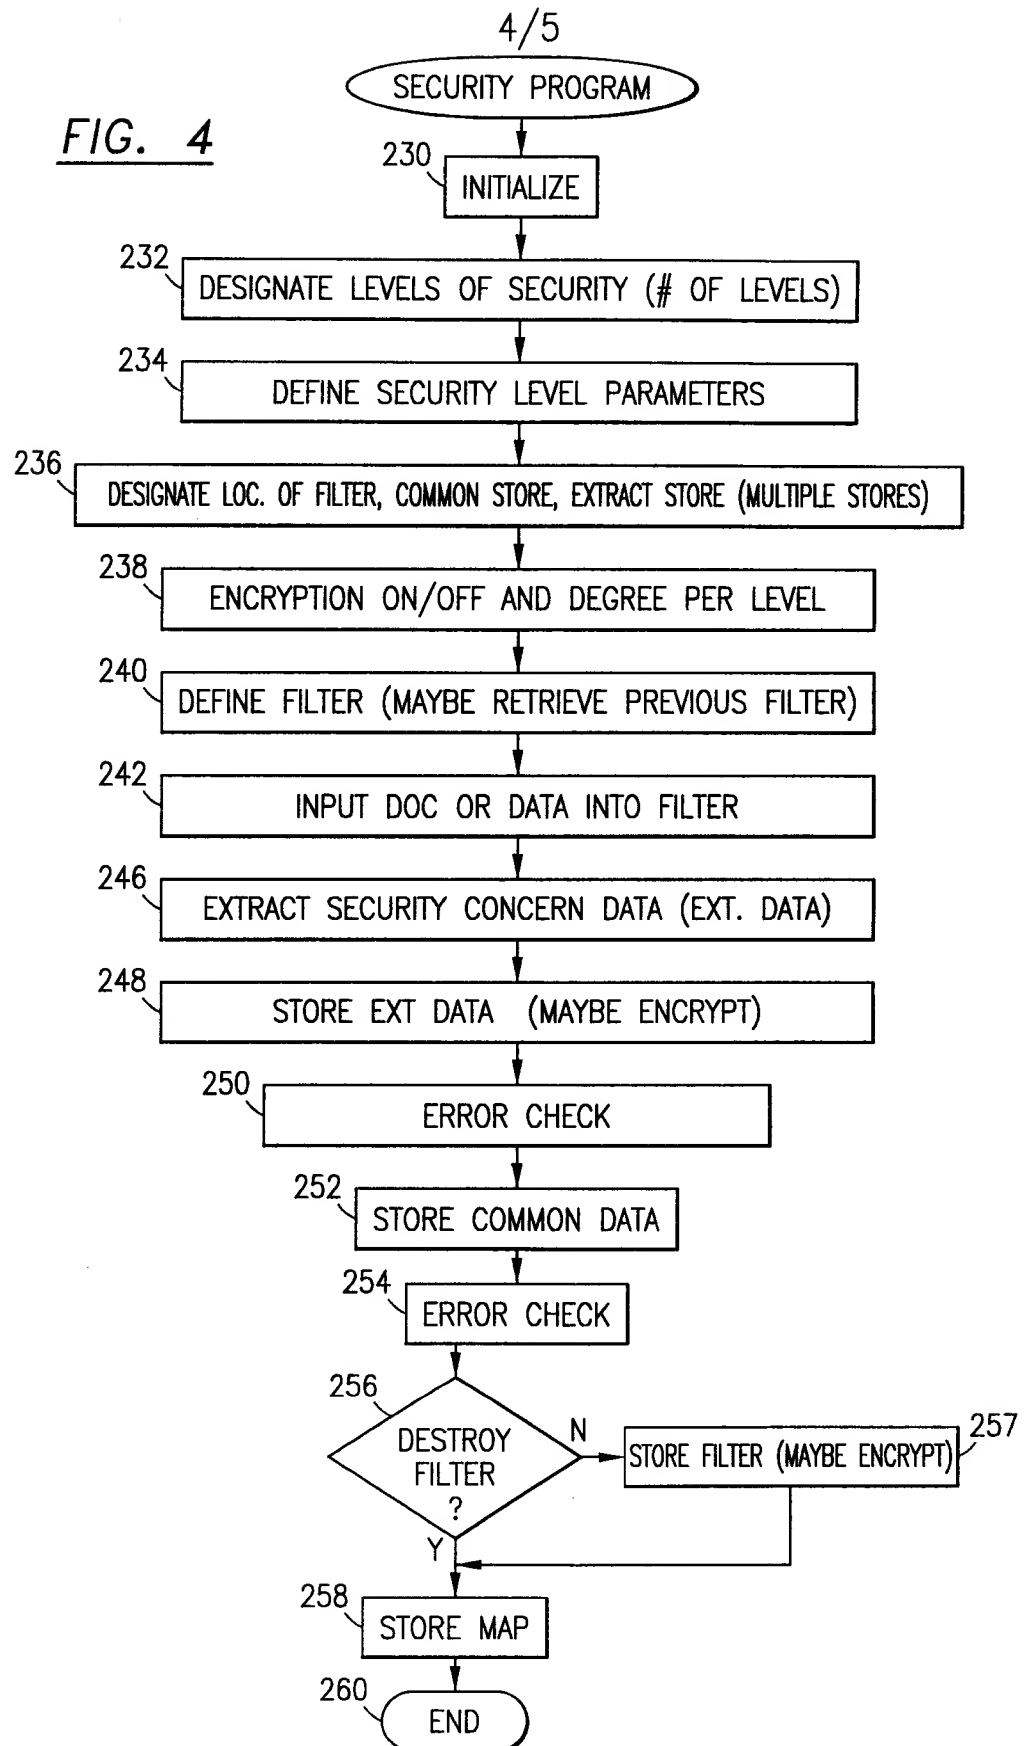 4/5
SECURITY PROGRAM
FIG. 4
230
INITIALIZE
232
DESIGNATE LEVELS OF SECURITY (# OF LEVELS)
234
DEFINE SECURITY LEVEL PARAMETERS
236
DESIGNATE LOC. OF FILTER, COMMON STORE, EXTRACT STORE (MULTIPLE STORES)
238
ENCRYPTION ON/OFF AND DEGREE PER LEVEL
240
DEFINE FILTER (MAYBE RETRIEVE PREVIOUS FILTER)
242
INPUT DOC OR DATA INTO FILTER
246
EXTRACT SECURITY CONCERN DATA (EXT. DATA)
248
STORE EXT DATA (MAYBE ENCRYPT)
250
ERROR CHECK
252
STORE COMMON DATA
254
ERROR CHECK
256
DESTROY
FILTER
?
N
257
STORE FILTER (MAYBE ENCRYPT)
Y
258
STORE MAP
260
END